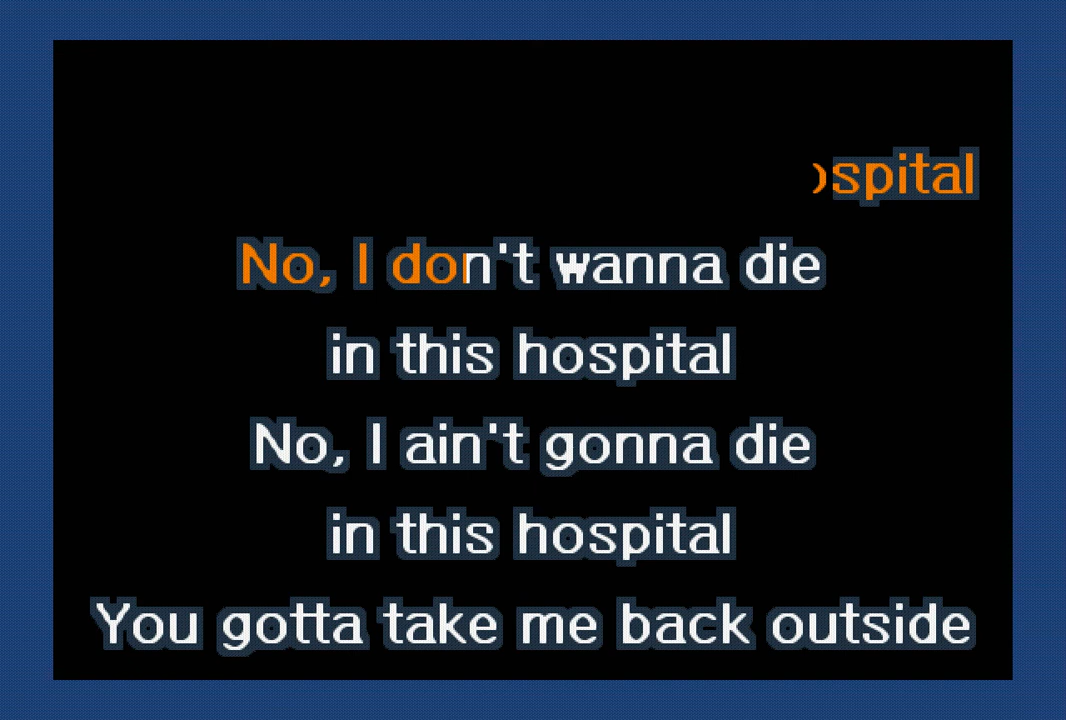 spital
No, I don't wanna die
in this hospital
No, I ain't gonna die
in this hospital
You gotta take me back outside